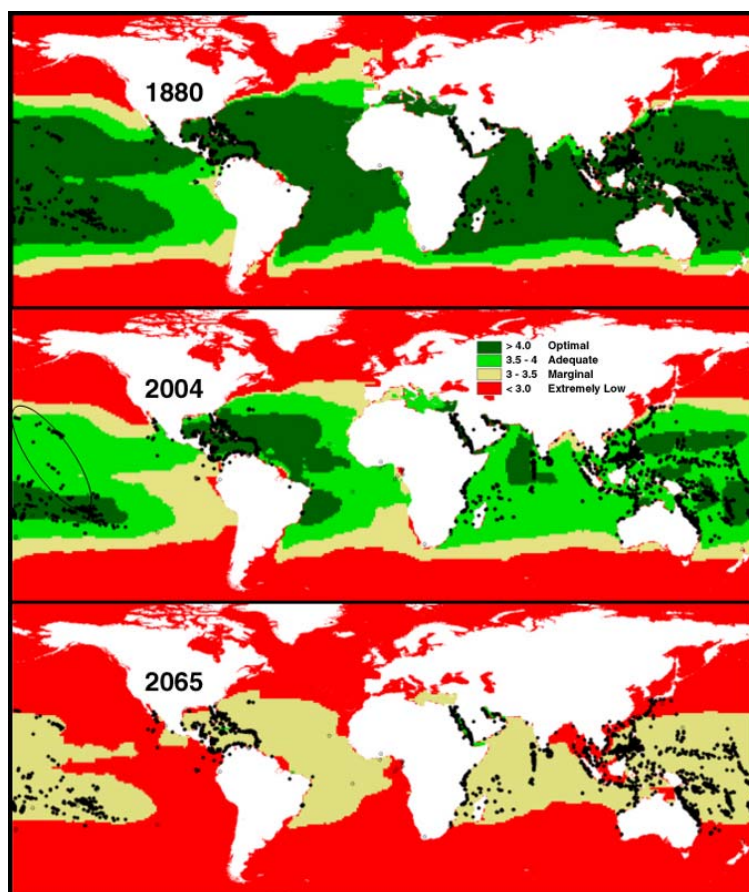 1880
2004
> 4.0 Optimal
3.5 - 4 Adequate
3 - 3.5 Marginal
< 3.0 Extremely Low
2065